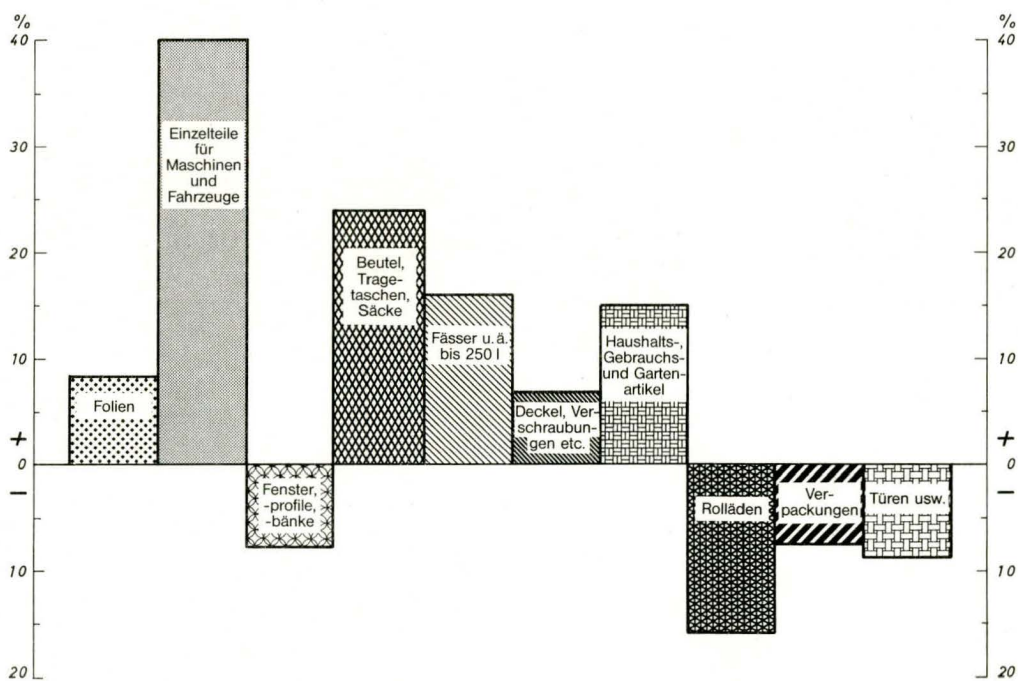 % %
40 40
30 30
20 20
10 10
+ +
0 0
− −
10 10
20 20
Folien
Einzelteile
für
Maschinen
und
Fahrzeuge
Fenster,
-profile,
-bänke
Beutel,
Trage-
taschen,
Säcke
Fässer u. ä.
bis 250 l
Deckel, Ver-
schraubun-
gen etc.
Haushalts-,
Gebrauchs-
und Garten-
artikel
Rolläden
Ver-
packungen
Türen usw.